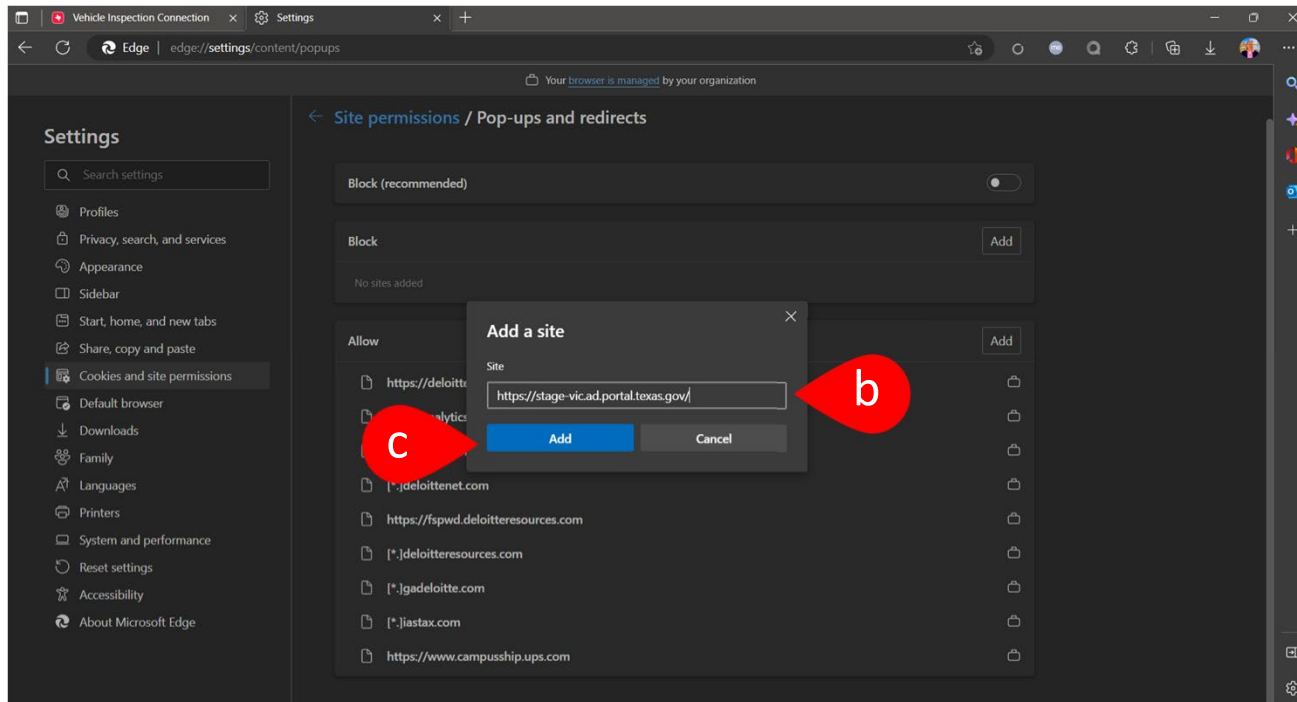 Vehicle Inspection Connection
Settings
Edge | edge://settings/content/popups
Your browser is managed by your organization
Settings
Search settings
Profiles
Privacy, search, and services
Appearance
Sidebar
Start, home, and new tabs
Share, copy and paste
Cookies and site permissions
Default browser
Downloads
Family
Languages
Printers
System and performance
Reset settings
Accessibility
About Microsoft Edge
Site permissions / Pop-ups and redirects
Block (recommended)
Block
Add
No sites added
Allow
Add
Add a site
Site
https://stage-vic.ad.portal.texas.gov/
Add
Cancel
b
c
[*.]deloittenet.com
https://fspwd.deloitteresources.com
[*.]deloitteresources.com
[*.]gadeloitte.com
[*.]iastax.com
https://www.campusship.ups.com